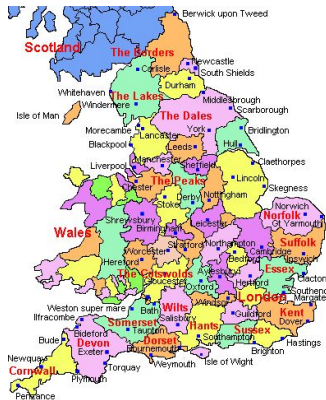 Berwick upon Tweed
Scotland
The Borders
Newcastle
Carlisle
South Shields
Durham
Whitehaven
The Lakes
Middlesbrough
Windermere
Scarborough
Isle of Man
The Dales
Morecambe
York
Bridlington
Lancaster
Blackpool
Leeds
Hull
Manchester
Cleethorpes
Liverpool
Sheffield
Chester
The Peaks
Lincoln
Skegness
Stoke
Derby
Nottingham
Norwich
Shrewsbury
Leicester
Norfolk
Gt Yarmouth
Wales
Birmingham
Stratford
Northampton
Suffolk
Worcester
Bedford
Cambridge
Ipswich
Hereford
The Cotswolds
Aylesbury
Essex
Gloucester
Oxford
Hertford
Clacton
Southend
Bath
Wilts
Windsor
London
Margate
Weston super mare
Salisbury
Guildford
Kent
Ilfracombe
Somerset
Hants
Dover
Bideford
Taunton
Sussex
Bude
Devon
Dorset
Southampton
Hastings
Exeter
Bournemouth
Brighton
Newquay
Weymouth
Isle of Wight
Cornwall
Torquay
Plymouth
Penzance